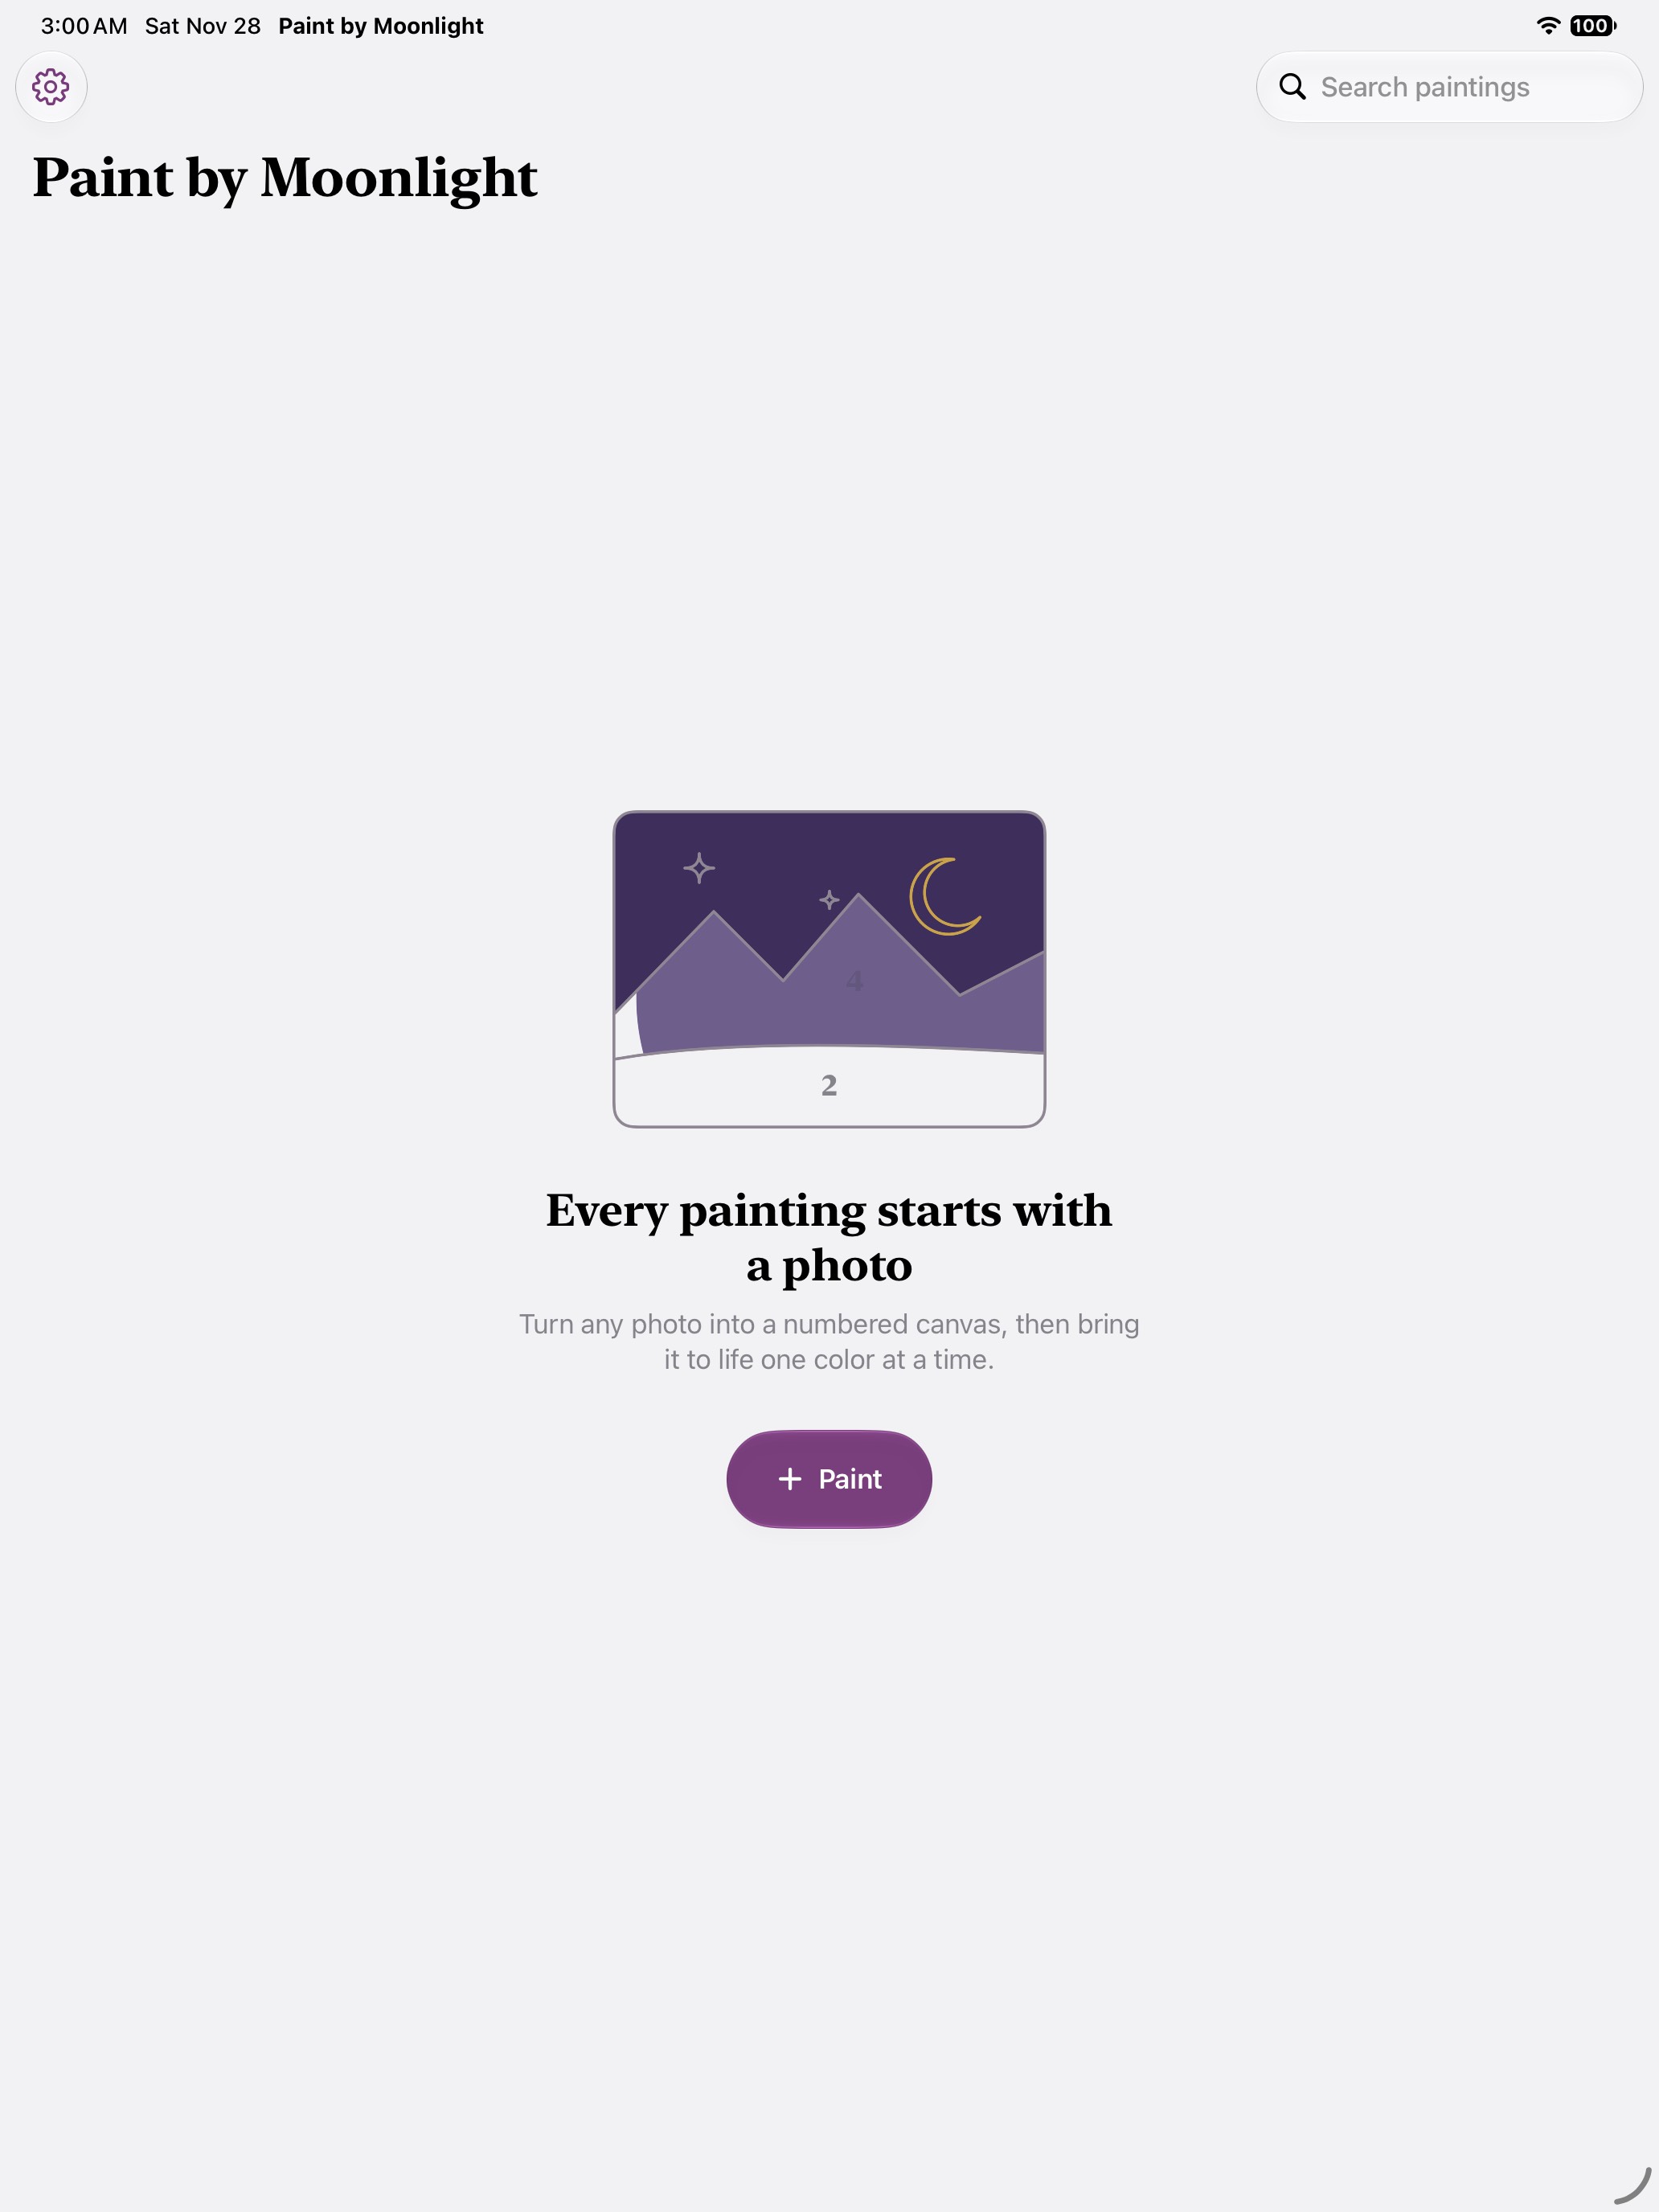 3:00 AM Sat Nov 28 Paint by Moonlight
100
Search paintings
Paint by Moonlight
4
2
Every painting starts with
a photo
Turn any photo into a numbered canvas, then bring
it to life one color at a time.
+ Paint